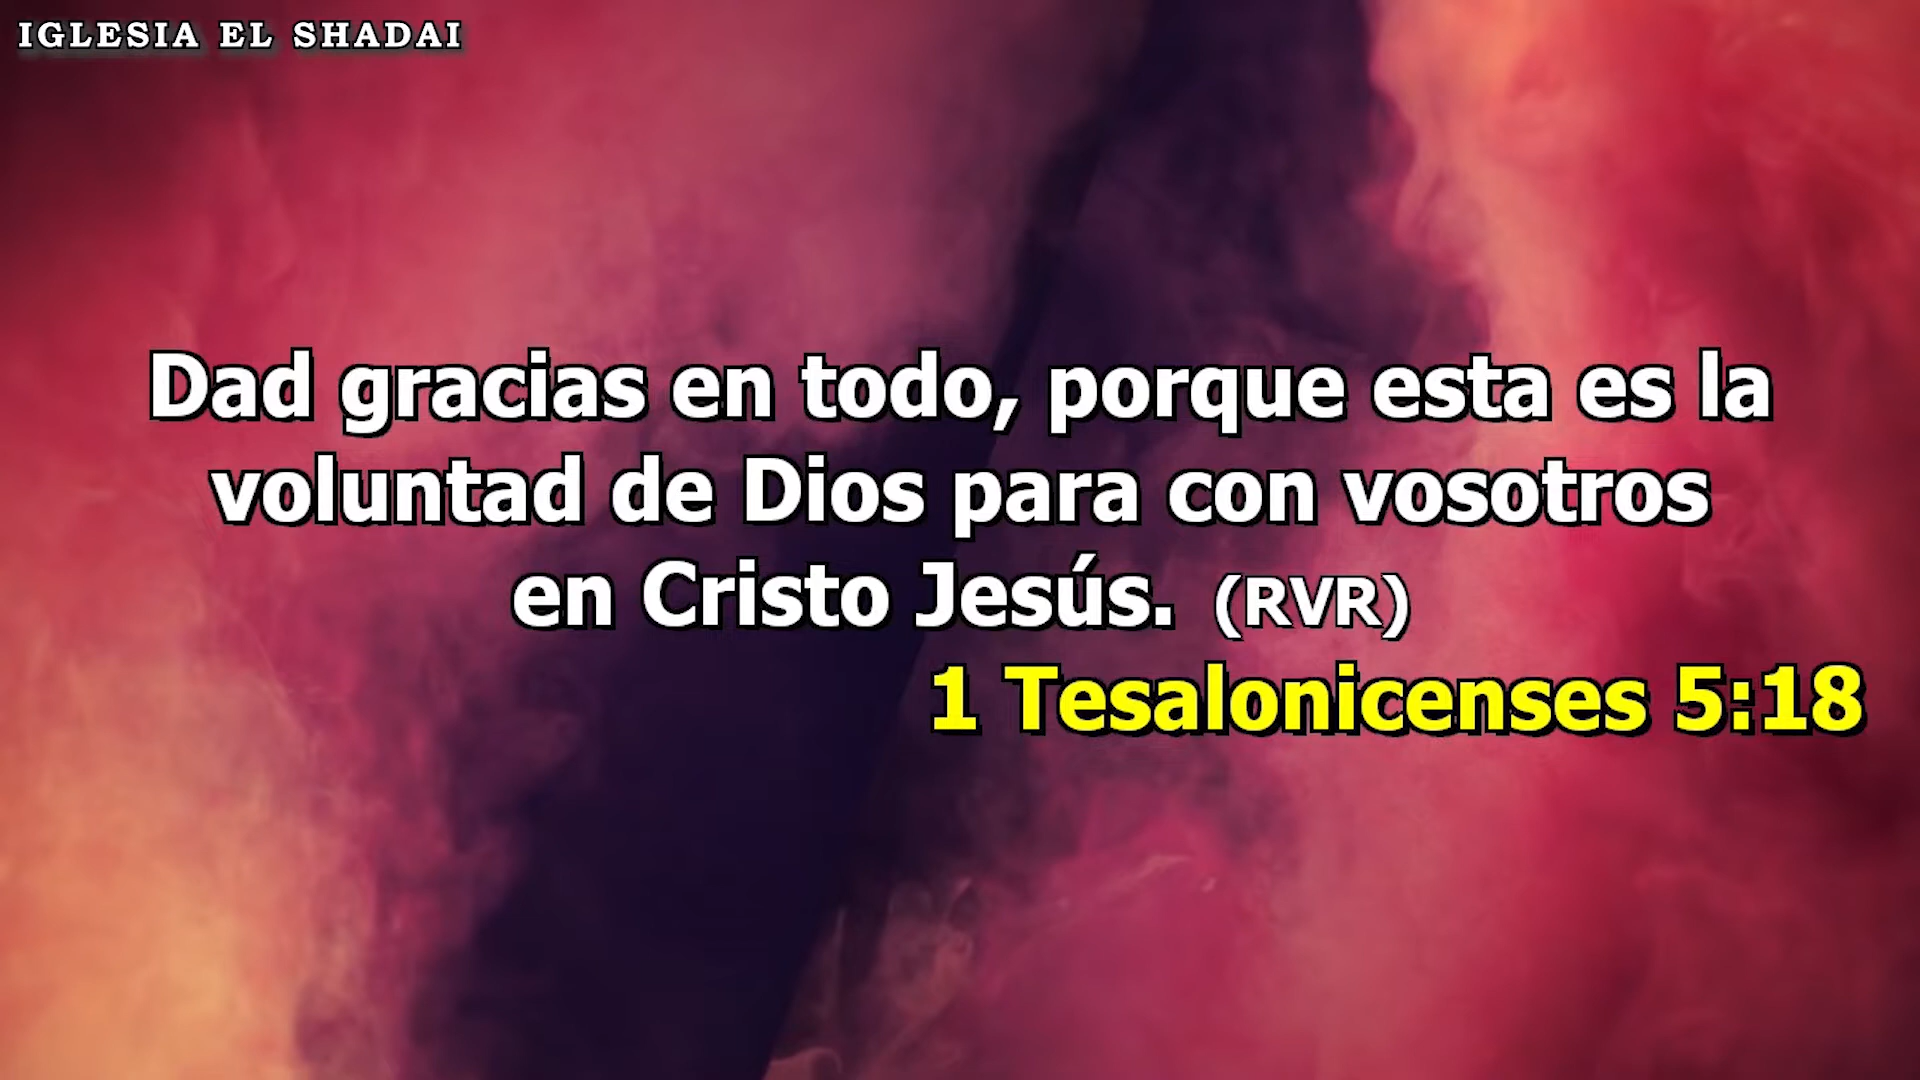 IGLESIA EL SHADAI
Dad gracias en todo, porque esta es la
voluntad de Dios para con vosotros
en Cristo Jesús. (RVR)
1 Tesalonicenses 5:18